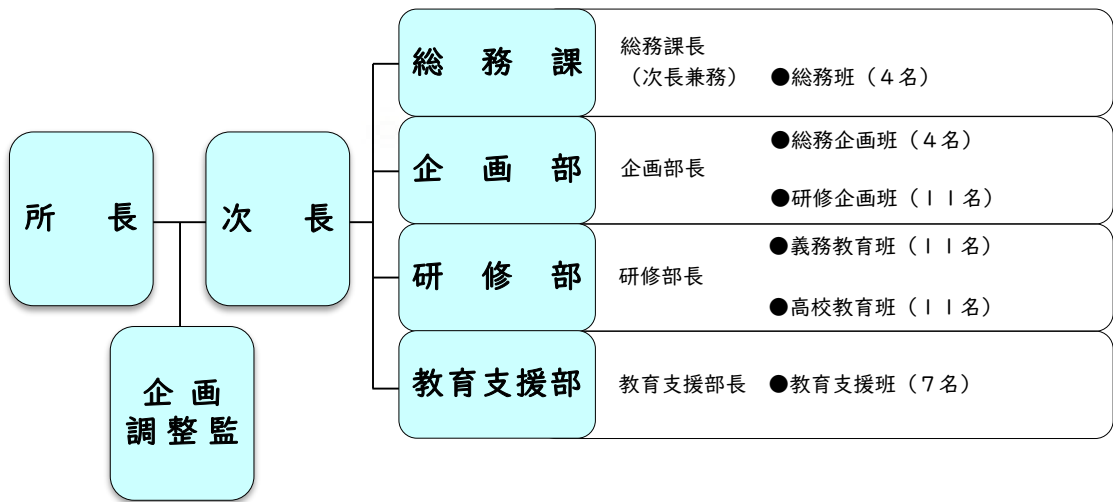 所　長
次　長
企 画
調 整 監
総　務　課
総務課長
（次長兼務）　●総務班（４名）
企　画　部
企画部長
●総務企画班（４名）
●研修企画班（１１名）
研　修　部
研修部長
●義務教育班（１１名）
●高校教育班（１１名）
教育支援部
教育支援部長　●教育支援班（７名）